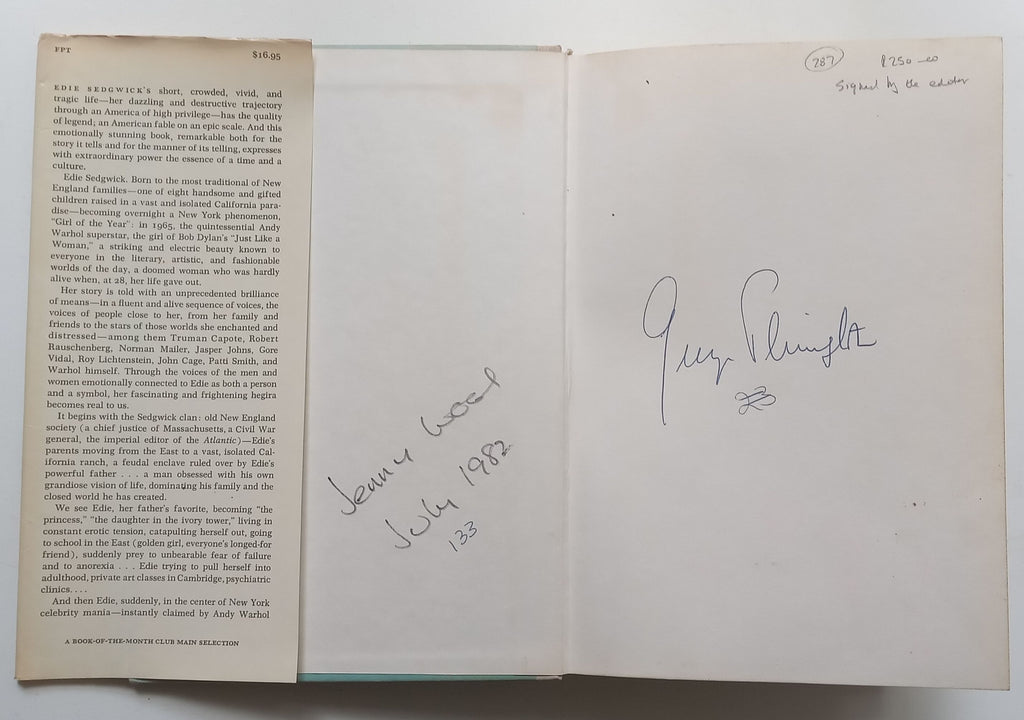 FPT
$16.95
EDIE SEDGWICK'S short, crowded, vivid, and
tragic life—her dazzling and destructive trajectory
through an America of high privilege—has the quality
of legend; an American fable on an epic scale. And this
emotionally stunning book, remarkable both for the
story it tells and for the manner of its telling, expresses
with extraordinary power the essence of a time and a
culture.
Edie Sedgwick. Born to the most traditional of New
England families—one of eight handsome and gifted
children raised in a vast and isolated California para-
dise—becoming overnight a New York phenomenon,
"Girl of the Year": in 1965, the quintessential Andy
Warhol superstar, the girl of Bob Dylan's "Just Like a
Woman," a striking and electric beauty known to
everyone in the literary, artistic, and fashionable
worlds of the day, a doomed woman who was hardly
alive when, at 28, her life gave out.
Her story is told with an unprecedented brilliance
of means—in a fluent and alive sequence of voices, the
voices of people close to her, from her family and
friends to the stars of those worlds she enchanted and
distressed—among them Truman Capote, Robert
Rauschenberg, Norman Mailer, Jasper Johns, Gore
Vidal, Roy Lichtenstein, John Cage, Patti Smith, and
Warhol himself. Through the voices of the men and
women emotionally connected to Edie as both a person
and a symbol, her fascinating and frightening hegira
becomes real to us.
It begins with the Sedgwick clan: old New England
society (a chief justice of Massachusetts, a Civil War
general, the imperial editor of the Atlantic)—Edie's
parents moving from the East to a vast, isolated Cal-
ifornia ranch, a feudal enclave ruled over by Edie's
powerful father . . . a man obsessed with his own
grandiose vision of life, dominating his family and the
closed world he has created.
We see Edie, her father's favorite, becoming "the
princess," "the daughter in the ivory tower," living in
constant erotic tension, catapulting herself out, going
to school in the East (golden girl, everyone's longed-for
friend), suddenly prey to unbearable fear of failure
and to anorexia . . . Edie trying to pull herself into
adulthood, private art classes in Cambridge, psychiatric
clinics. . . .
And then Edie, suddenly, in the center of New York
celebrity mania—instantly claimed by Andy Warhol
A BOOK-OF-THE-MONTH CLUB MAIN SELECTION
Jenny Wood
July 1982
133
287
R250-00
Signed by the editor
George Plimpton